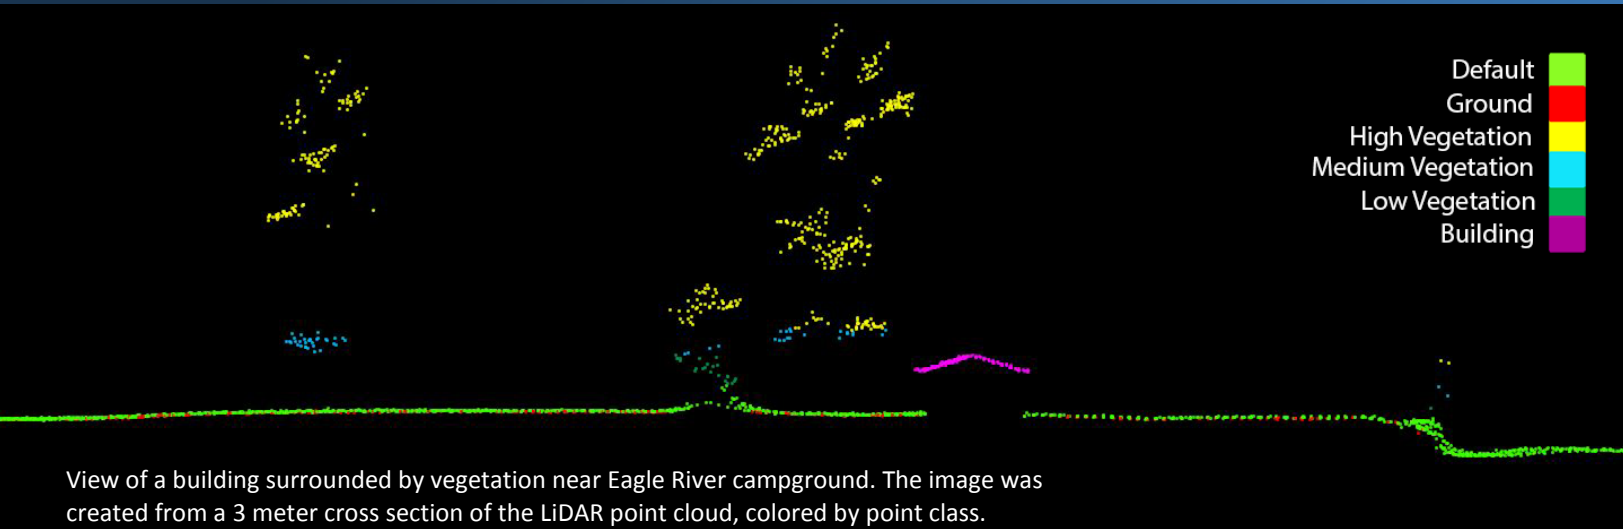 Default
Ground
High Vegetation
Medium Vegetation
Low Vegetation
Building
View of a building surrounded by vegetation near Eagle River campground. The image was
created from a 3 meter cross section of the LiDAR point cloud, colored by point class.